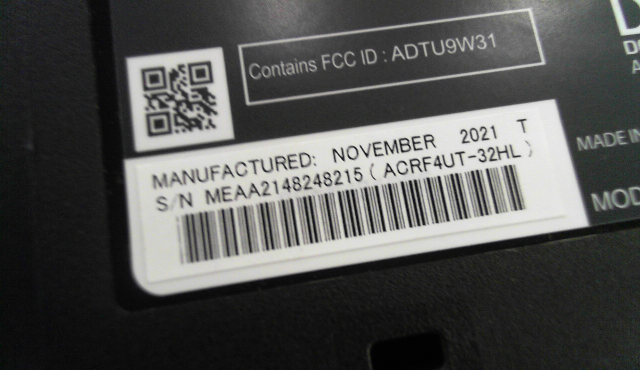 Contains FCC ID : ADTU9W31
MANUFACTURED: NOVEMBER 2021 T
S/N MEAA2148248215 ( ACRF4UT-32HL )
MADE IN